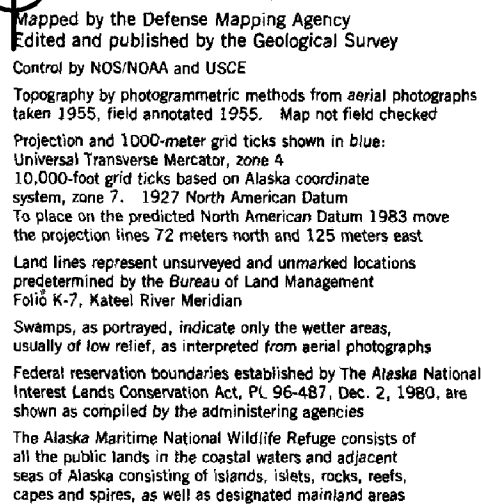 Mapped by the Defense Mapping Agency
Edited and published by the Geological Survey
Control by NOS/NOAA and USCE
Topography by photogrammetric methods from aerial photographs
taken 1955, field annotated 1955. Map not field checked
Projection and 1000-meter grid ticks shown in blue:
Universal Transverse Mercator, zone 4
10,000-foot grid ticks based on Alaska coordinate
system, zone 7. 1927 North American Datum
To place on the predicted North American Datum 1983 move
the projection lines 72 meters north and 125 meters east
Land lines represent unsurveyed and unmarked locations
predetermined by the Bureau of Land Management
Folio K-7, Kateel River Meridian
Swamps, as portrayed, indicate only the wetter areas,
usually of low relief, as interpreted from aerial photographs
Federal reservation boundaries established by The Alaska National
Interest Lands Conservation Act, PL 96-487, Dec. 2, 1980, are
shown as compiled by the administering agencies
The Alaska Maritime National Wildlife Refuge consists of
all the public lands in the coastal waters and adjacent
seas of Alaska consisting of islands, islets, rocks, reefs,
capes and spires, as well as designated mainland areas